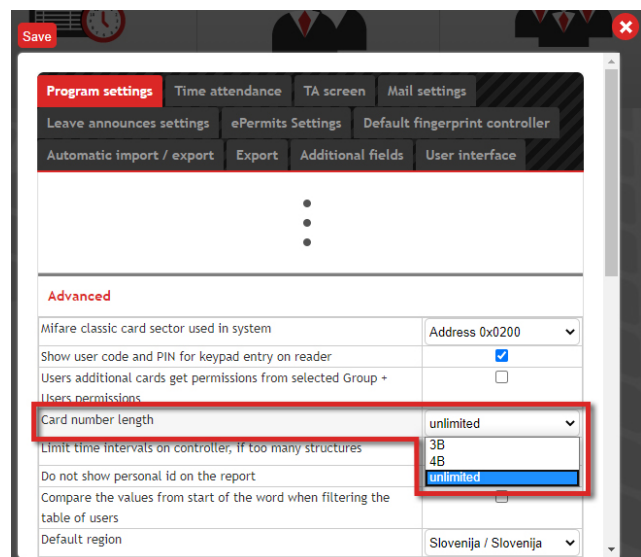 Save
Program settings Time attendance TA screen Mail settings
Leave announces settings ePermits Settings Default fingerprint controller
Automatic import / export Export Additional fields User interface
Advanced
Mifare classic card sector used in system Address 0x0200
Show user code and PIN for keypad entry on reader
Users additional cards get permissions from selected Group +
Users permissions
Card number length unlimited
Limit time intervals on controller, if too many structures 3B
4B
Do not show personal id on the report unlimited
Compare the values from start of the word when filtering the
table of users
Default region Slovenija / Slovenija